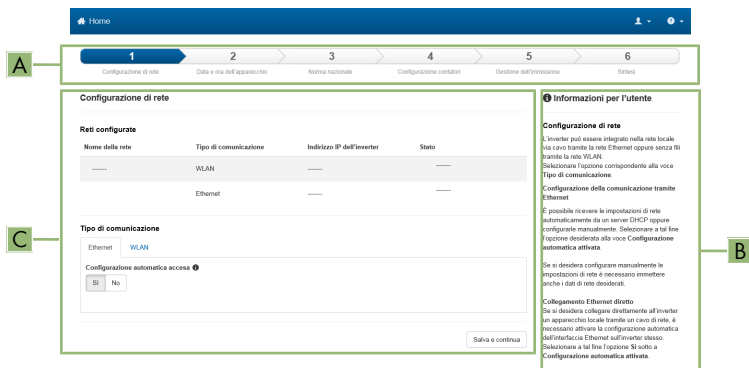 Home
A
1 2 3 4 5 6
Configurazione di rete Data e ora dell'apparecchio Norma nazionale Configurazione contatori Gestione dell'immissione Sintesi
Configurazione di rete
Reti configurate
Nome della rete Tipo di comunicazione Indirizzo IP dell'inverter Stato
------- WLAN ------- -------
Ethernet ------- -------
C
Tipo di comunicazione
Ethernet WLAN
Configurazione automatica accesa
Sì No
Salva e continua
Informazioni per l'utente
Configurazione di rete
L'inverter può essere integrato nella rete locale
via cavo tramite la rete Ethernet oppure senza fili
tramite la rete WLAN.
Selezionare l'opzione corrispondente alla voce
Tipo di comunicazione.
Configurazione della comunicazione tramite
Ethernet
È possibile ricevere le impostazioni di rete
automaticamente da un server DHCP oppure
configurarle manualmente. Selezionare a tal fine
l'opzione desiderata alla voce Configurazione
automatica attivata.
Se si desidera configurare manualmente le
impostazioni di rete è necessario immettere
anche i dati di rete desiderati.
Collegamento Ethernet diretto
Se si desidera collegare direttamente all'inverter
un apparecchio locale tramite un cavo di rete, è
necessario attivare la configurazione automatica
dell'interfaccia Ethernet sull'inverter stesso.
Selezionare a tal fine l'opzione Sì sotto a
Configurazione automatica attivata.
B